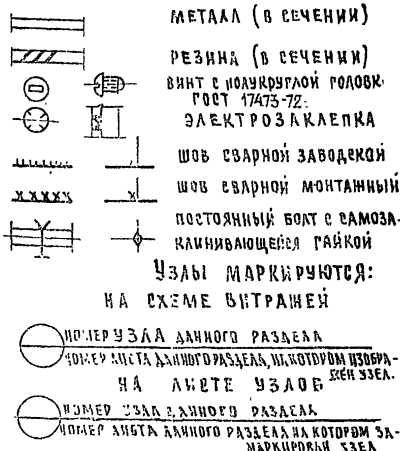 МЕТАЛЛ (В СЕЧЕНИИ)
РЕЗИНА (В СЕЧЕНИИ)
ВИНТ С ПОЛУКРУГЛОЙ ГОЛОВК.
ГОСТ 17473-72.
ЭЛЕКТРОЗАКЛЕПКА
ШОВ СВАРНОЙ ЗАВОДСКОЙ
ШОВ СВАРНОЙ МОНТАЖНЫЙ
ПОСТОЯННЫЙ БОЛТ С САМОЗА-
КЛИНИВАЮЩЕЙСЯ ГАЙКОЙ
УЗЛЫ МАРКИРУЮТСЯ:
НА СХЕМЕ ВИТРАЖЕЙ
НОМЕР УЗЛА ДАННОГО РАЗДЕЛА
НОМЕР ЛИСТА ДАННОГО РАЗДЕЛА, НА КОТОРОМ ИЗОБРА-
ЖЕН УЗЕЛ.
НА ЛИСТЕ УЗЛОВ
НОМЕР УЗЛА ДАННОГО РАЗДЕЛА
НОМЕР ЛИСТА ДАННОГО РАЗДЕЛА НА КОТОРОМ ЗА-
МАРКИРОВАН УЗЕЛ